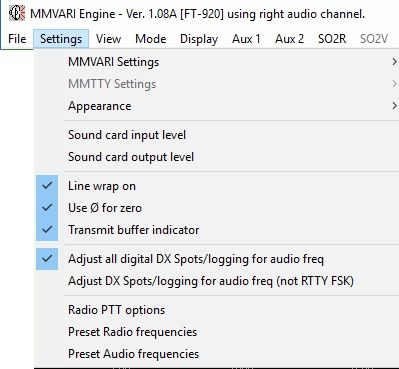 MMVARI Engine - Ver. 1.08A [FT-920] using right audio channel.
File Settings View Mode Display Aux 1 Aux 2 SO2R SO2V
MMVARI Settings
MMTTY Settings
Appearance
Sound card input level
Sound card output level
Line wrap on
Use Ø for zero
Transmit buffer indicator
Adjust all digital DX Spots/logging for audio freq
Adjust DX Spots/logging for audio freq (not RTTY FSK)
Radio PTT options
Preset Radio frequencies
Preset Audio frequencies